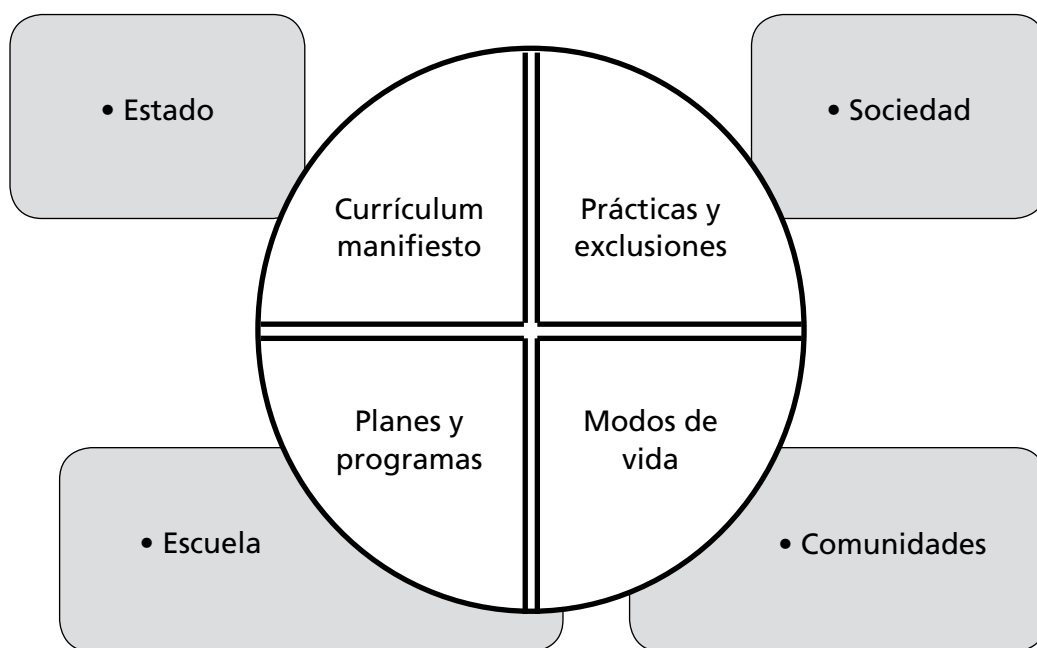 • Estado
• Sociedad
Currículum
manifiesto
Prácticas y
exclusiones
Planes y
programas
Modos de
vida
• Escuela
• Comunidades